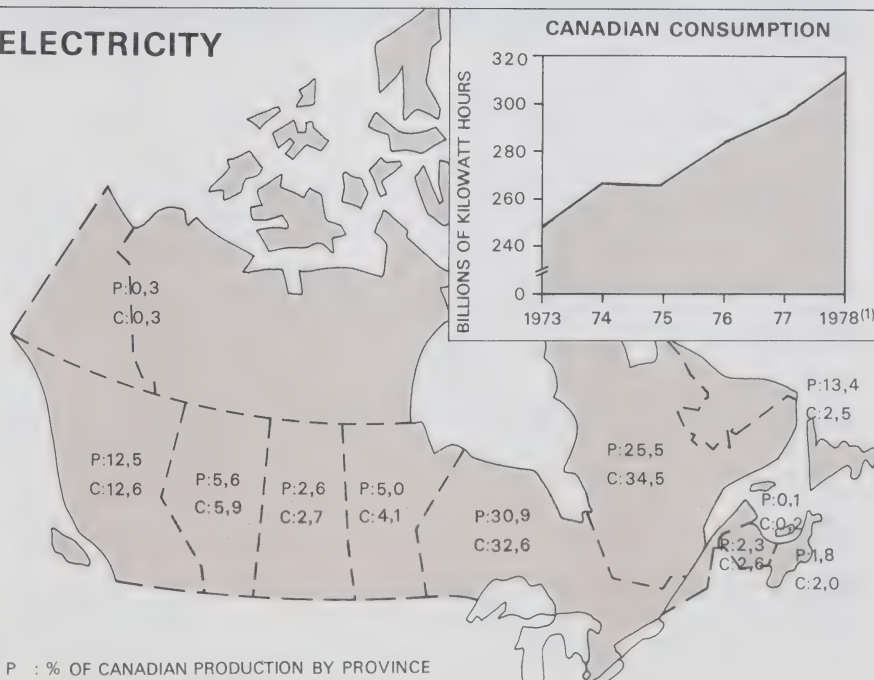 ELECTRICITY
CANADIAN CONSUMPTION
BILLIONS OF KILOWATT HOURS
320
300
280
260
240
0
1973 74 75 76 77 1978(1)
P:0,3
C:0,3
P:12,5
C:12,6
P:5,6
C:5,9
P:2,6
C:2,7
P:5,0
C:4,1
P:30,9
C:32,6
P:25,5
C:34,5
P:13,4
C:2,5
P:0,1
C:0,2
P:2,3
C:2,6
P:1,8
C:2,0
P : % OF CANADIAN PRODUCTION BY PROVINCE